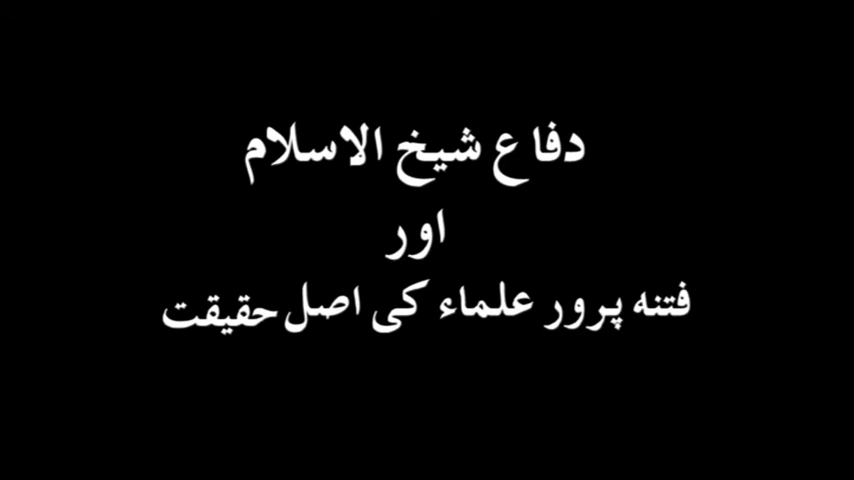 دفاع شیخ الاسلام
اور
فتنہ پرور علماء کی اصل حقیقت